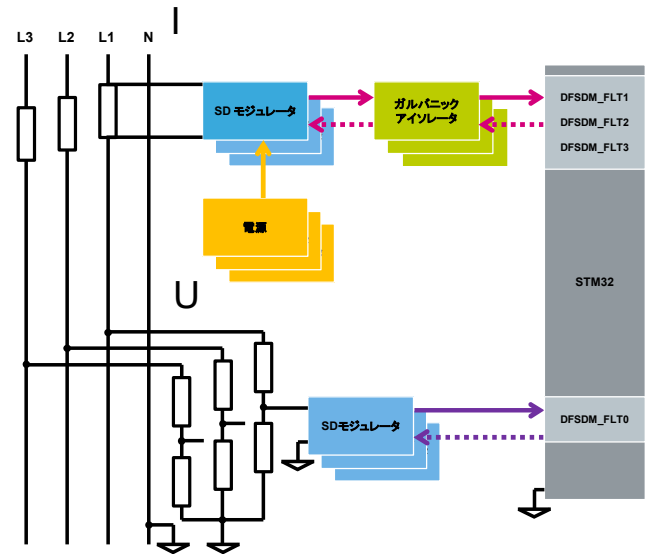 I
L3 L2 L1 N
SD モジュレータ
ガルバニック
アイソレータ
DFSDM_FLT1
DFSDM_FLT2
DFSDM_FLT3
電源
STM32
U
SDモジュレータ
DFSDM_FLT0